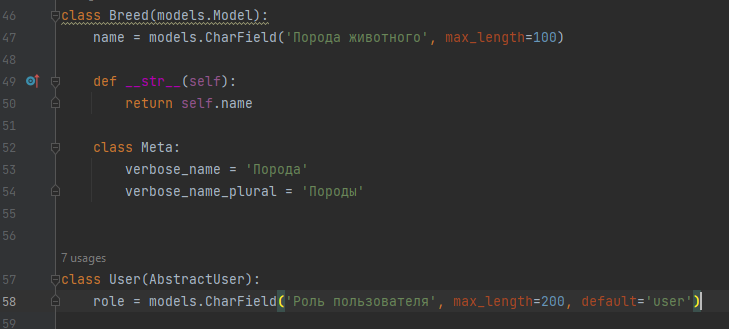 46 class Breed(models.Model):
47 name = models.CharField('Порода животного', max_length=100)
48
49 def __str__(self):
50 return self.name
51
52 class Meta:
53 verbose_name = 'Порода'
54 verbose_name_plural = 'Породы'
55
56
7 usages
57 class User(AbstractUser):
58 role = models.CharField('Роль пользователя', max_length=200, default='user')
59